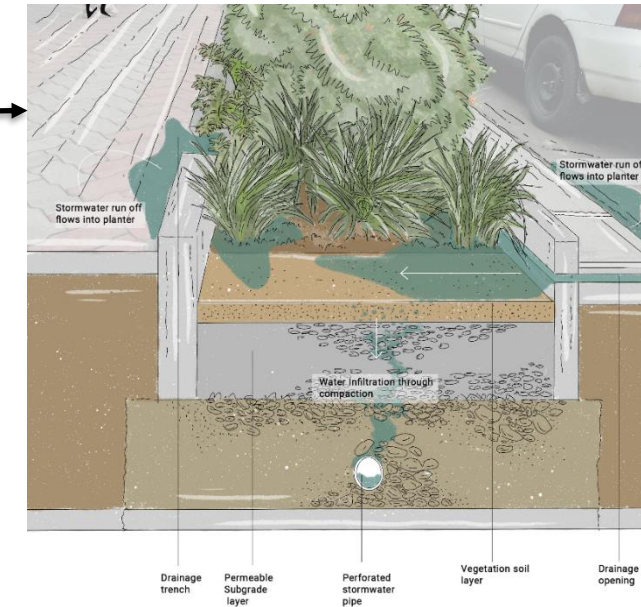 Stormwater run off
flows into planter
Stormwater run of
flows into planter
Water Infiltration through
compaction
Drainage
trench
Permeable
Subgrade
layer
Perforated
stormwater
pipe
Vegetation soil
layer
Drainage
opening